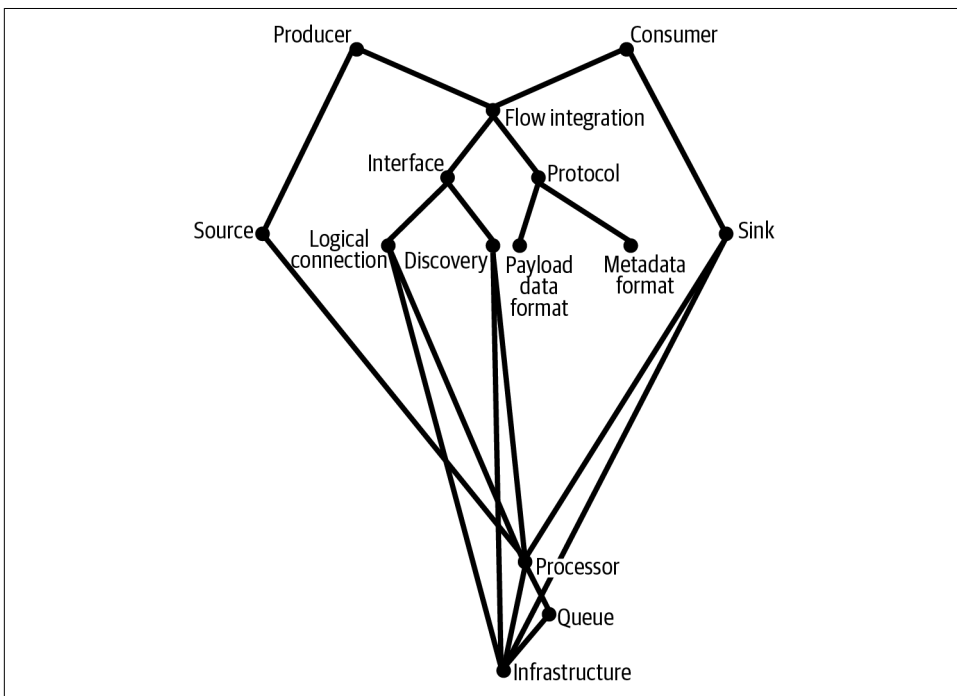 Producer
Consumer
Flow integration
Interface
Protocol
Source
Logical
connection
Discovery
Payload
data
format
Metadata
format
Sink
Processor
Queue
Infrastructure